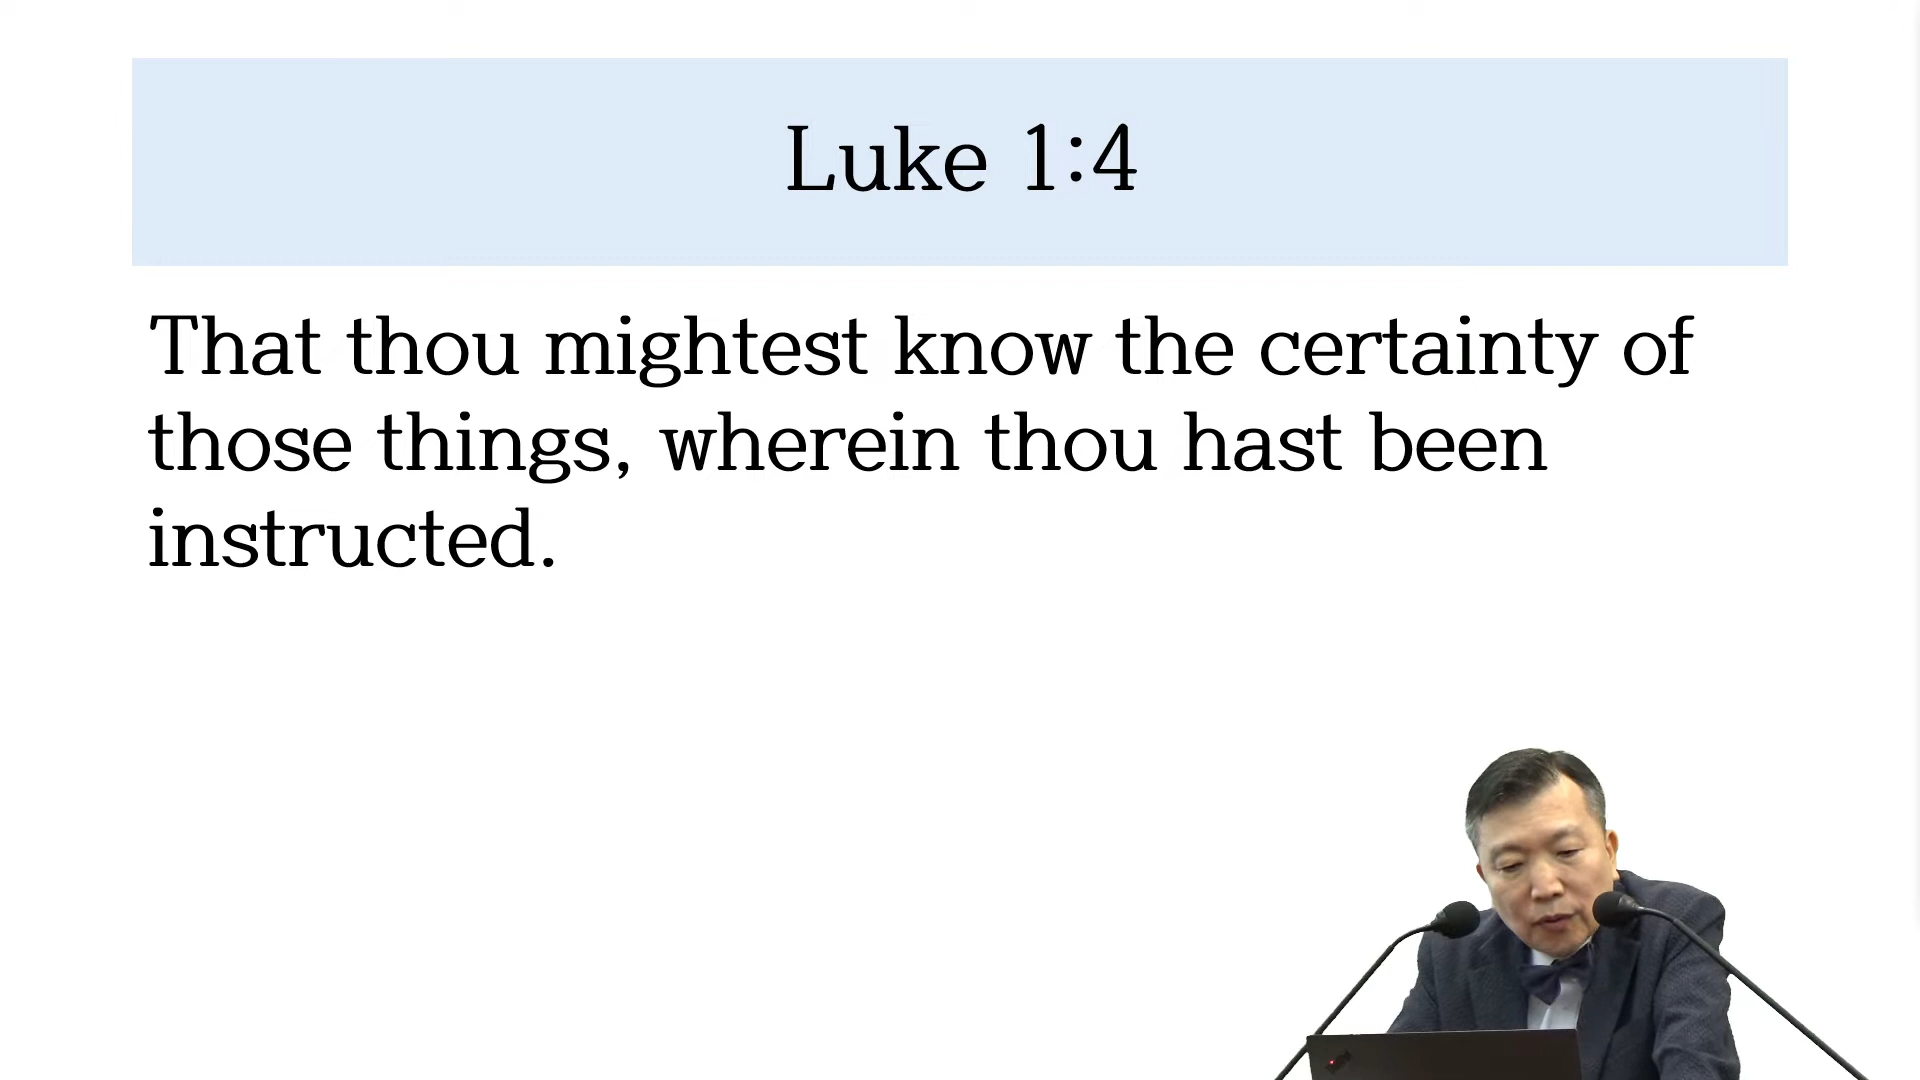 Luke 1:4
That thou mightest know the certainty of
those things, wherein thou hast been
instructed.